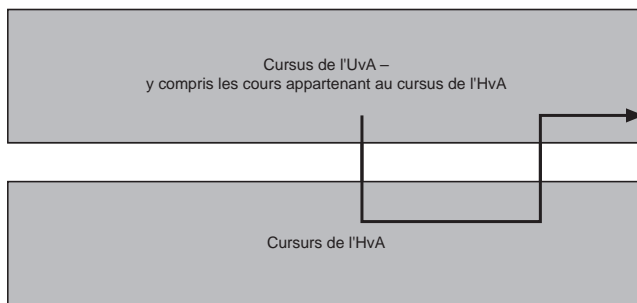 Cursus de l'UvA –
y compris les cours appartenant au cursus de l'HvA
Cursurs de l'HvA